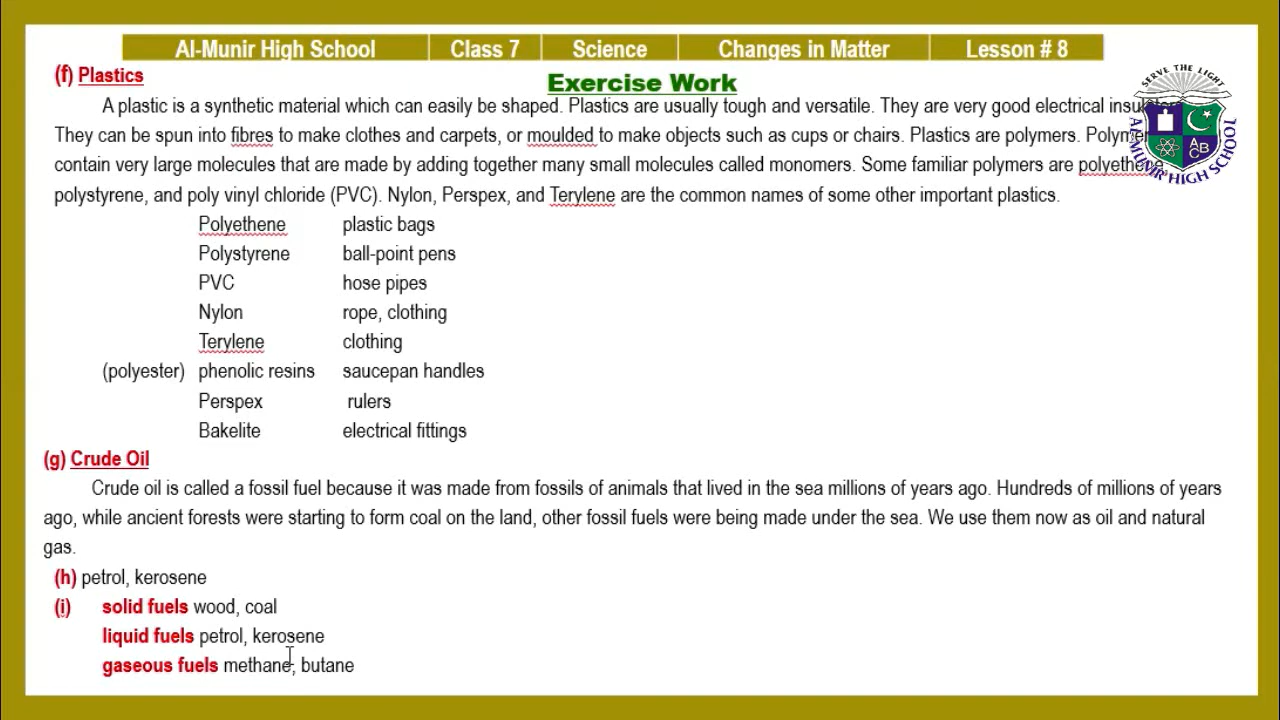 Al-Munir High School Class 7 Science Changes in Matter Lesson # 8
(f) Plastics
Exercise Work
A plastic is a synthetic material which can easily be shaped. Plastics are usually tough and versatile. They are very good electrical
They can be spun into fibres to make clothes and carpets, or moulded to make objects such as cups or chairs. Plastics are polymers.
contain very large molecules that are made by adding together many small molecules called monomers. Some familiar polymers are polyethene,
polystyrene, and poly vinyl chloride (PVC). Nylon, Perspex, and Terylene are the common names of some other important plastics.
SERVE THE LIGHT
AL-MUNIR HIGH SCHOOL
A B C
Polyethene plastic bags
Polystyrene ball-point pens
PVC hose pipes
Nylon rope, clothing
Terylene clothing
(polyester) phenolic resins saucepan handles
Perspex rulers
Bakelite electrical fittings
(g) Crude Oil
Crude oil is called a fossil fuel because it was made from fossils of animals that lived in the sea millions of years ago. Hundreds of millions of years
ago, while ancient forests were starting to form coal on the land, other fossil fuels were being made under the sea. We use them now as oil and natural
gas.
(h) petrol, kerosene
(i) solid fuels wood, coal
liquid fuels petrol, kerosene
gaseous fuels methane, butane